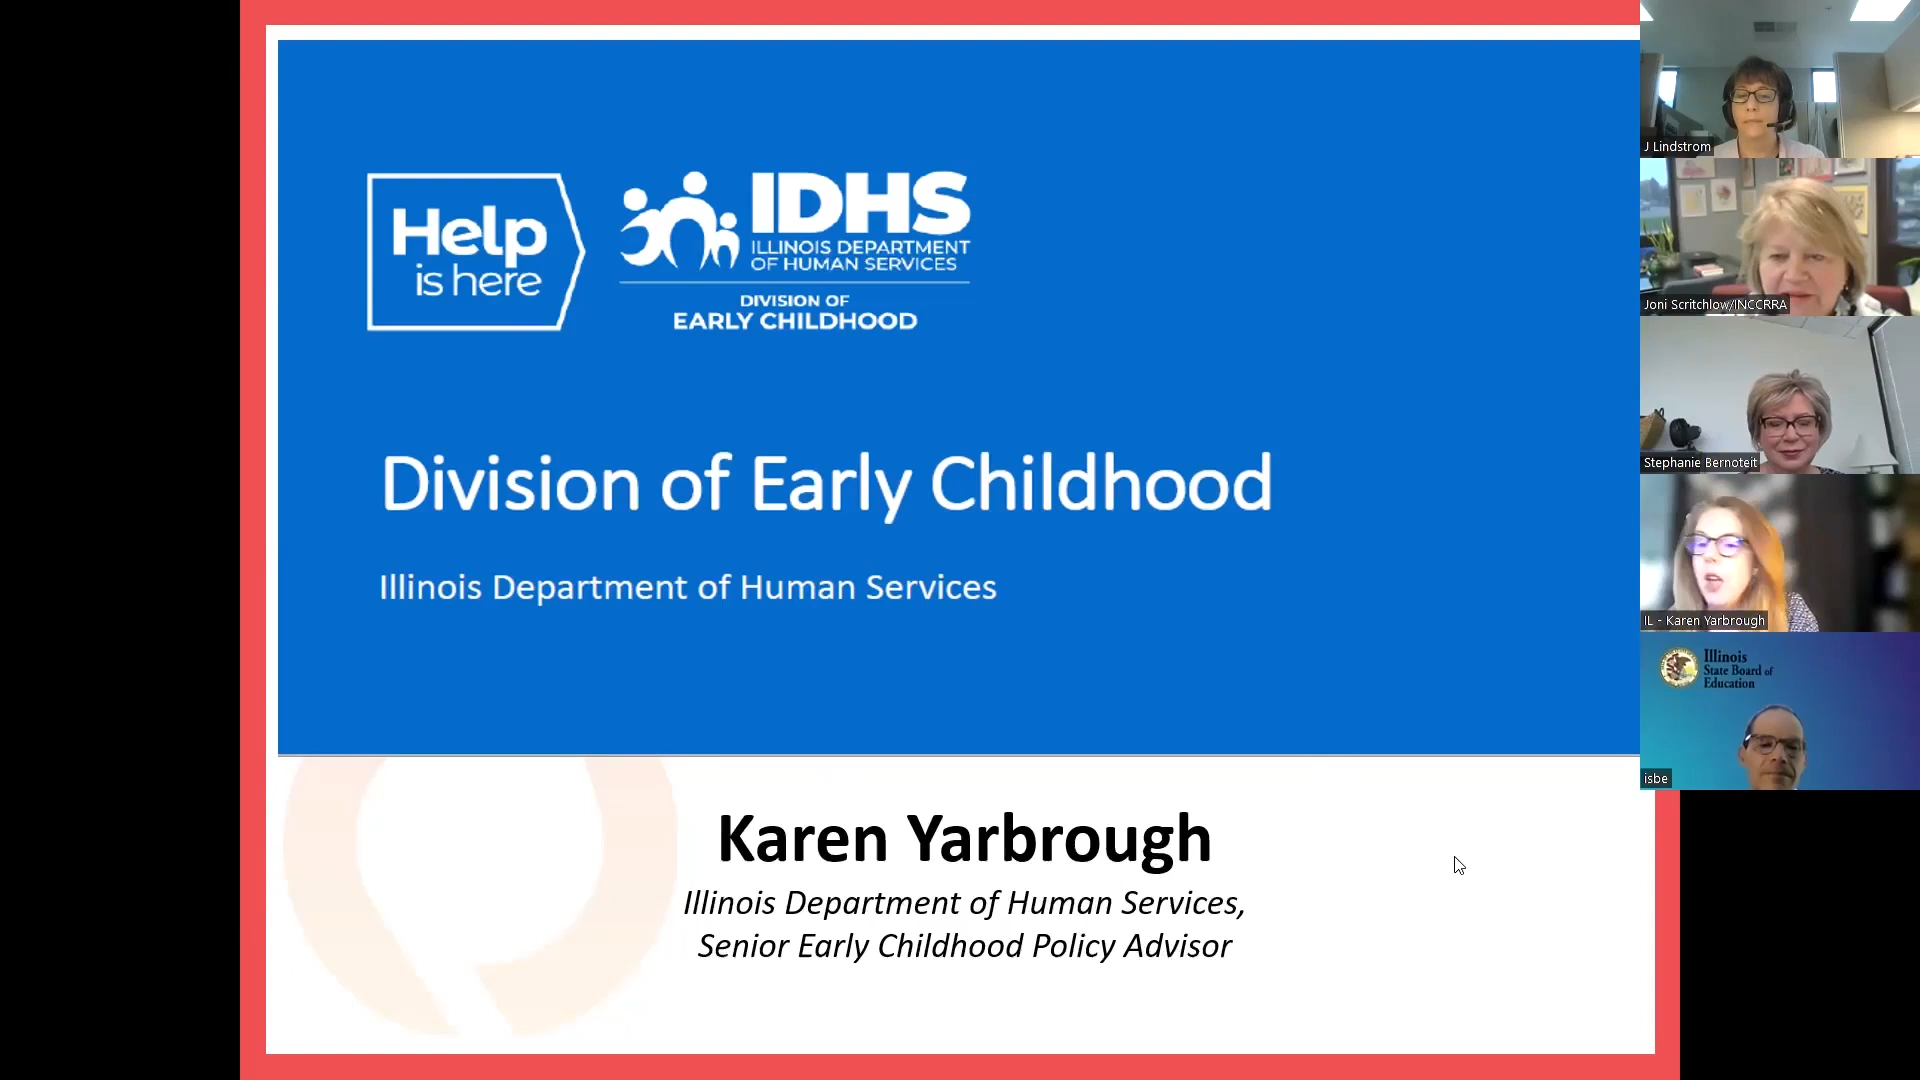 Help
is here
IDHS
ILLINOIS DEPARTMENT
OF HUMAN SERVICES
DIVISION OF
EARLY CHILDHOOD
Division of Early Childhood
Illinois Department of Human Services
Karen Yarbrough
Illinois Department of Human Services,
Senior Early Childhood Policy Advisor
J Lindstrom
Joni Scritchlow/INCCRRA
Stephanie Bernoteit
IL - Karen Yarbrough
Illinois
State Board of
Education
isbe